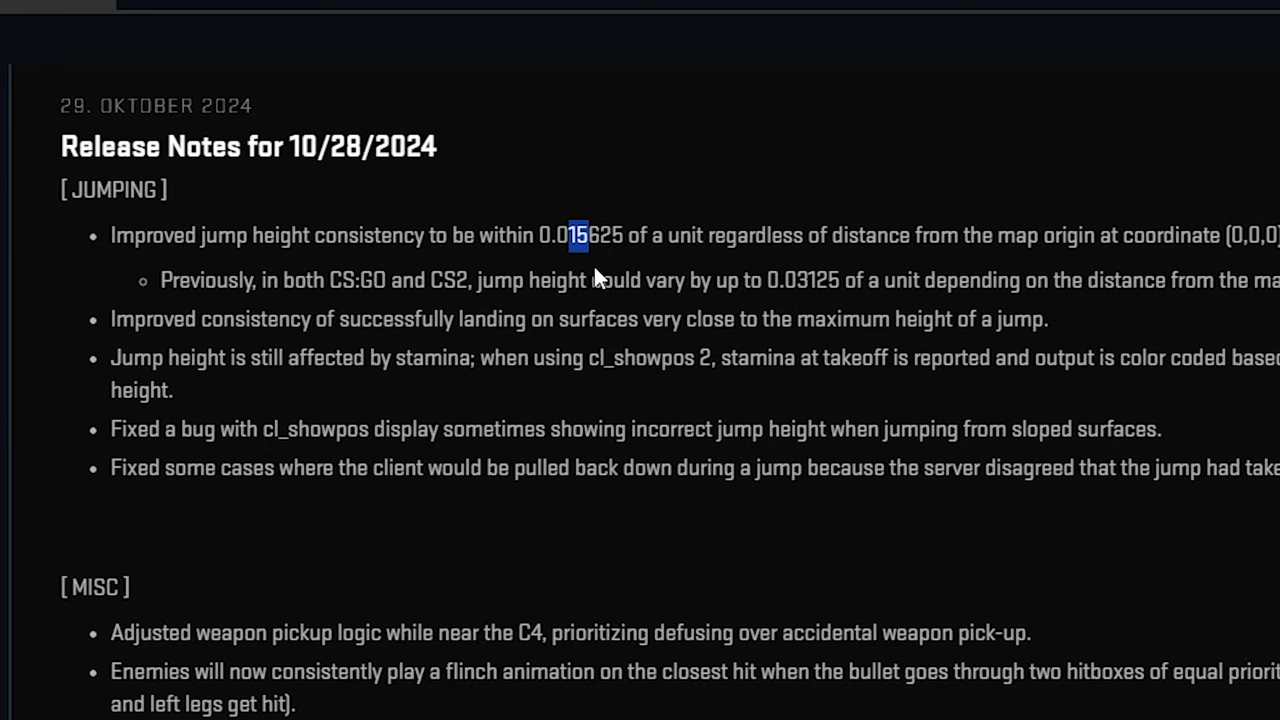 29. OKTOBER 2024
Release Notes for 10/28/2024
[ JUMPING ]
• Improved jump height consistency to be within 0.015625 of a unit regardless of distance from the map origin at coordinate (0,0,0)
◦ Previously, in both CS:GO and CS2, jump height would vary by up to 0.03125 of a unit depending on the distance from the ma
• Improved consistency of successfully landing on surfaces very close to the maximum height of a jump.
• Jump height is still affected by stamina; when using cl_showpos 2, stamina at takeoff is reported and output is color coded based
height.
• Fixed a bug with cl_showpos display sometimes showing incorrect jump height when jumping from sloped surfaces.
• Fixed some cases where the client would be pulled back down during a jump because the server disagreed that the jump had take
[ MISC ]
• Adjusted weapon pickup logic while near the C4, prioritizing defusing over accidental weapon pick-up.
• Enemies will now consistently play a flinch animation on the closest hit when the bullet goes through two hitboxes of equal priorit
and left legs get hit).